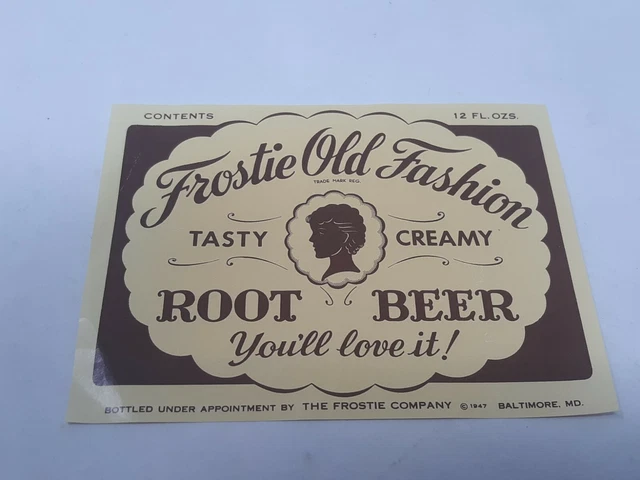 CONTENTS 12 FL. OZS.
Frostie Old Fashion
TRADE MARK REG.
TASTY CREAMY
ROOT BEER
You'll love it!
BOTTLED UNDER APPOINTMENT BY THE FROSTIE COMPANY © 1947 BALTIMORE, MD.